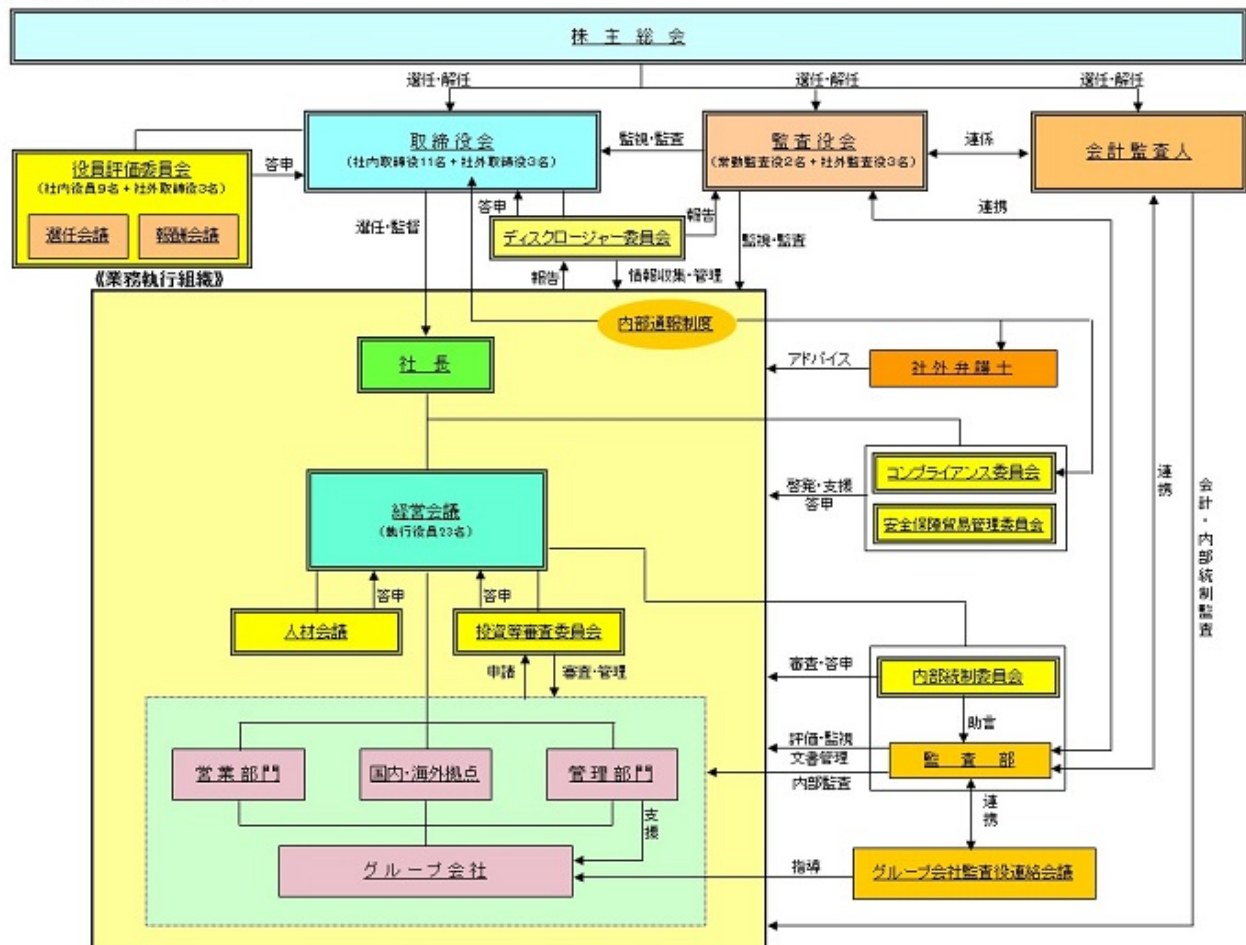 株主総会
選任・解任
選任・解任
選任・解任
取締役会
(社内取締役11名+社外取締役3名)
監視・監査
監査役会
(常勤監査役2名+社外監査役3名)
連係
会計監査人
役員評価委員会
(社内役員9名+社外取締役3名)
選任会議
報酬会議
答申
選任・監督
答申
報告
ディスクロージャー委員会
監視・監査
連携
《業務執行組織》
報告
情報収集・管理
内部通報制度
社長
アドバイス
社外弁護士
コンプライアンス委員会
啓発・支援
答申
安全保障貿易管理委員会
連携
会計・内部統制監査
経営会議
(執行役員23名)
答申
答申
人材会議
投資等審査委員会
申請
審査・管理
審査・答申
内部統制委員会
助言
評価・監視
文書管理
内部監査
監査部
営業部門
国内・海外拠点
管理部門
支援
連携
グループ会社
指導
グループ会社監査役連絡会議